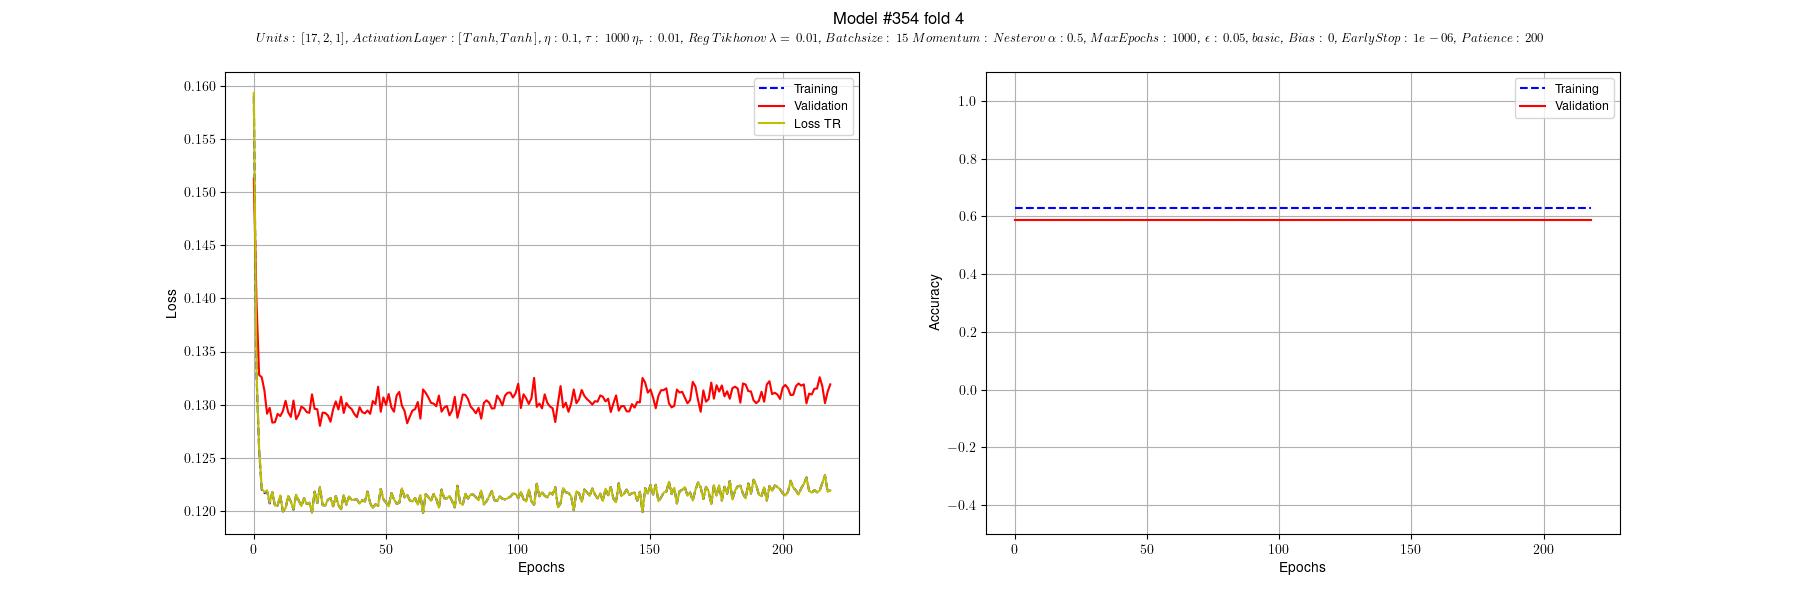 Model #354 fold 4
Units : [17, 2, 1], ActivationLayer : [Tanh, Tanh], η : 0.1, τ : 1000 ητ : 0.01, Reg Tikhonov λ = 0.01, Batchsize : 15 Momentum : Nesterov α : 0.5, MaxEpochs : 1000, ϵ : 0.05, basic, Bias : 0, EarlyStop : 1e − 06, Patience : 200
Loss
0.160
0.155
0.150
0.145
0.140
0.135
0.130
0.125
0.120
Training
Validation
Loss TR
0 50 100 150 200
Epochs
Accuracy
1.0
0.8
0.6
0.4
0.2
0.0
−0.2
−0.4
Training
Validation
0 50 100 150 200
Epochs